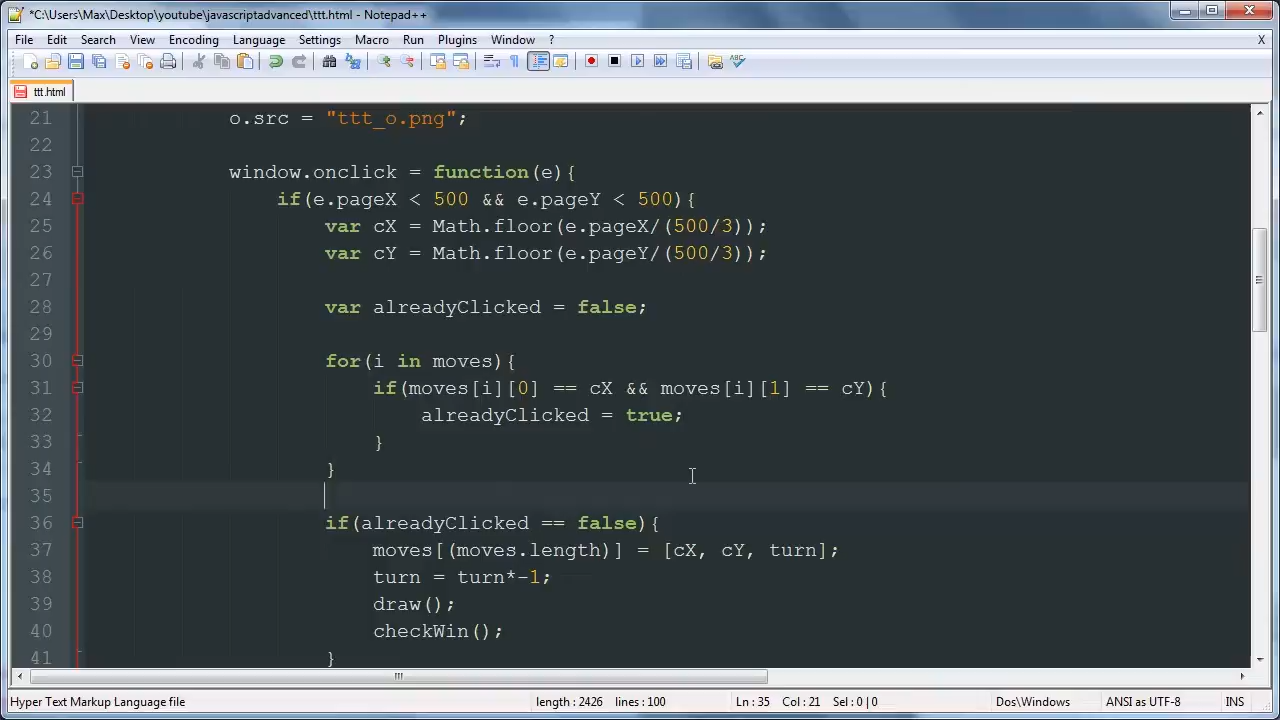 *C:\Users\Max\Desktop\youtube\javascriptadvanced\ttt.html - Notepad++
File Edit Search View Encoding Language Settings Macro Run Plugins Window ? X
ttt.html
21 o.src = "ttt_o.png";
22
23 window.onclick = function(e){
24 if(e.pageX < 500 && e.pageY < 500){
25 var cX = Math.floor(e.pageX/(500/3));
26 var cY = Math.floor(e.pageY/(500/3));
27
28 var alreadyClicked = false;
29
30 for(i in moves){
31 if(moves[i][0] == cX && moves[i][1] == cY){
32 alreadyClicked = true;
33 }
34 }
35
36 if(alreadyClicked == false){
37 moves[(moves.length)] = [cX, cY, turn];
38 turn = turn*-1;
39 draw();
40 checkWin();
41 }
Hyper Text Markup Language file length : 2426 lines : 100 Ln : 35 Col : 21 Sel : 0 | 0 Dos\Windows ANSI as UTF-8 INS